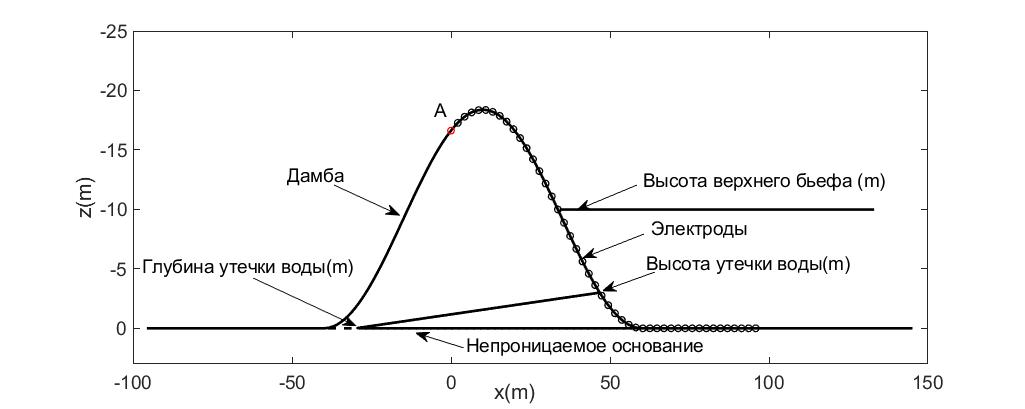 -25
-20
A
-15
Дамба
Высота верхнего бьефа (m)
z(m)
-10
Электроды
Высота утечки воды(m)
-5
Глубина утечки воды(m)
0
Непроницаемое основание
-100
-50
0
50
100
150
x(m)